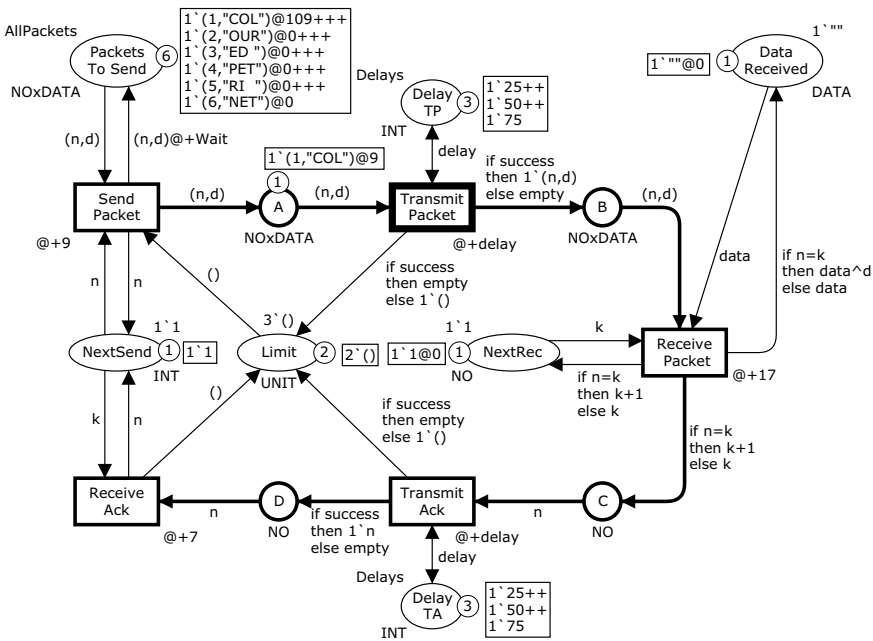 AllPackets
Packets
To Send
6
1`(1,"COL")@109+++
1`(2,"OUR")@0+++
1`(3,"ED ")@0+++
1`(4,"PET")@0+++
1`(5,"RI  ")@0+++
1`(6,"NET")@0
NOxDATA
Delays
Delay
TP
3
1`25++
1`50++
1`75
INT
1`""
1`""@0
1
Data
Received
DATA
(n,d)
(n,d)@+Wait
delay
1`(1,"COL")@9
1
Send
Packet
@+9
(n,d)
A
NOxDATA
(n,d)
Transmit
Packet
@+delay
if success
then 1`(n,d)
else empty
B
NOxDATA
(n,d)
data
if n=k
then data^d
else data
n
n
()
if success
then empty
else 1`()
1`1
NextSend
1
1`1
INT
3`()
Limit
2
2`()
UNIT
1`1
1`1@0
1
NextRec
NO
k
if n=k
then k+1
else k
Receive
Packet
@+17
k
n
()
if success
then empty
else 1`()
if n=k
then k+1
else k
Receive
Ack
@+7
n
D
NO
if success
then 1`n
else empty
Transmit
Ack
@+delay
n
C
NO
delay
Delays
Delay
TA
3
1`25++
1`50++
1`75
INT